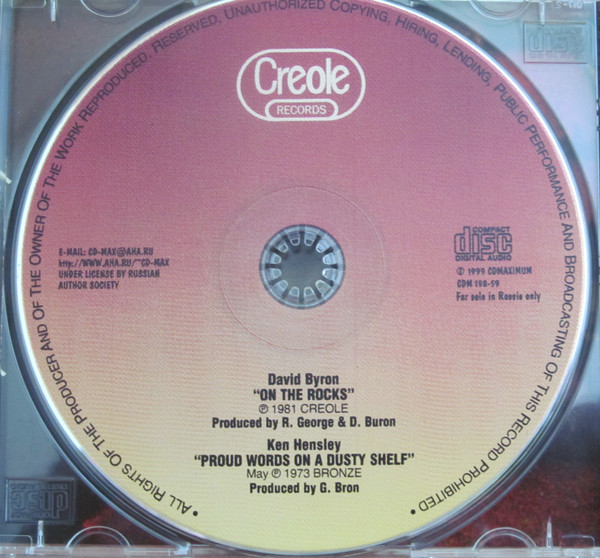 • ALL RIGHTS OF THE PRODUCER AND OF THE OWNER OF THE WORK REPRODUCED, RESERVED, UNAUTHORIZED COPYING, HIRING, LENDING, PUBLIC PERFORMANCE AND BROADCASTING OF THIS RECORD PROHIBITED •
Creole
RECORDS
E-MAIL: CD-MAX@AHA.RU
http://WWW.AHA.RU/~CD-MAX
UNDER LICENSE BY RUSSIAN
AUTHOR SOCIETY
COMPACT
disc
DIGITAL AUDIO
℗ 1999 CDMAXIMUM
CDM 198-59
For sale in Russia only
David Byron
"ON THE ROCKS"
℗ 1981 CREOLE
Produced by R. George & D. Buron
Ken Hensley
"PROUD WORDS ON A DUSTY SHELF"
May ℗ 1973 BRONZE
Produced by G. Bron